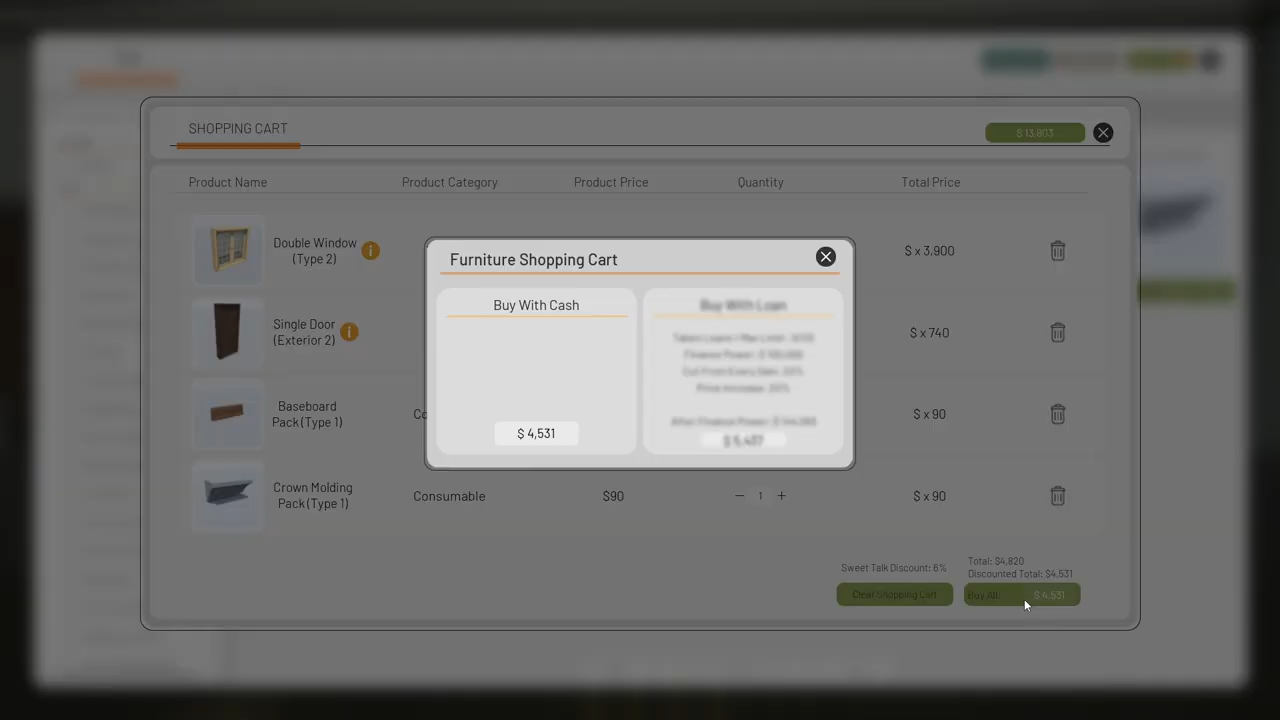 SHOPPING CART
$ 13,803
Product Name
Product Category
Product Price
Quantity
Total Price
Double Window
(Type 2)
$ x 3,900
Single Door
(Exterior 2)
$ x 740
Baseboard
Pack (Type 1)
Co
$ x 90
Crown Molding
Pack (Type 1)
Consumable
$90
1
$ x 90
Furniture Shopping Cart
Buy With Cash
$ 4,531
Buy With Loan
Sweet Talk Discount: 6%
Total: $4,820
Discounted Total: $4,531
Clear Shopping Cart
Buy All:
$ 4,531